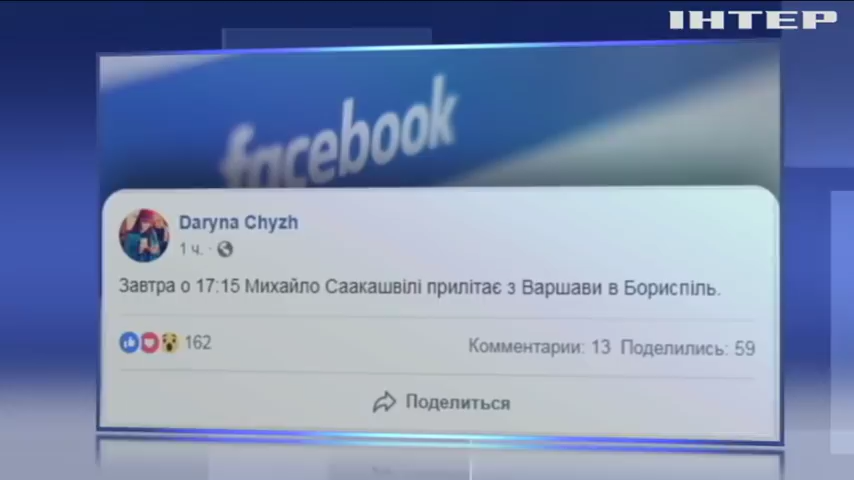 ІНТЕР
facebook
Daryna Chyzh
1 ч. ·
Завтра о 17:15 Михайло Саакашвілі прилітає з Варшави в Бориспіль.
162
Комментарии: 13 Поделились: 59
Поделиться